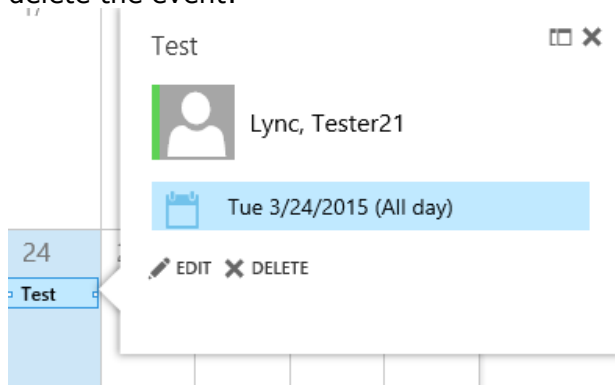 delete the event.
17
Test
Lync, Tester21
Tue 3/24/2015 (All day)
24
EDIT DELETE
Test